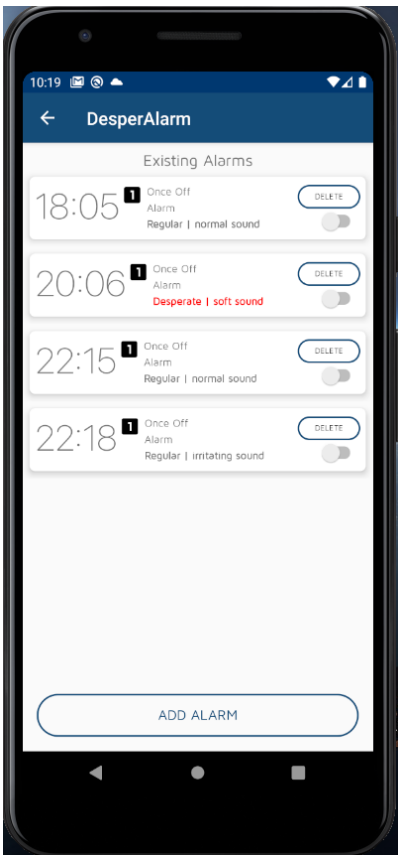 10:19
DesperAlarm
Existing Alarms
18:05 1 Once Off DELETE
Alarm
Regular | normal sound
20:06 1 Once Off DELETE
Alarm
Desperate | soft sound
22:15 1 Once Off DELETE
Alarm
Regular | normal sound
22:18 1 Once Off DELETE
Alarm
Regular | irritating sound
ADD ALARM